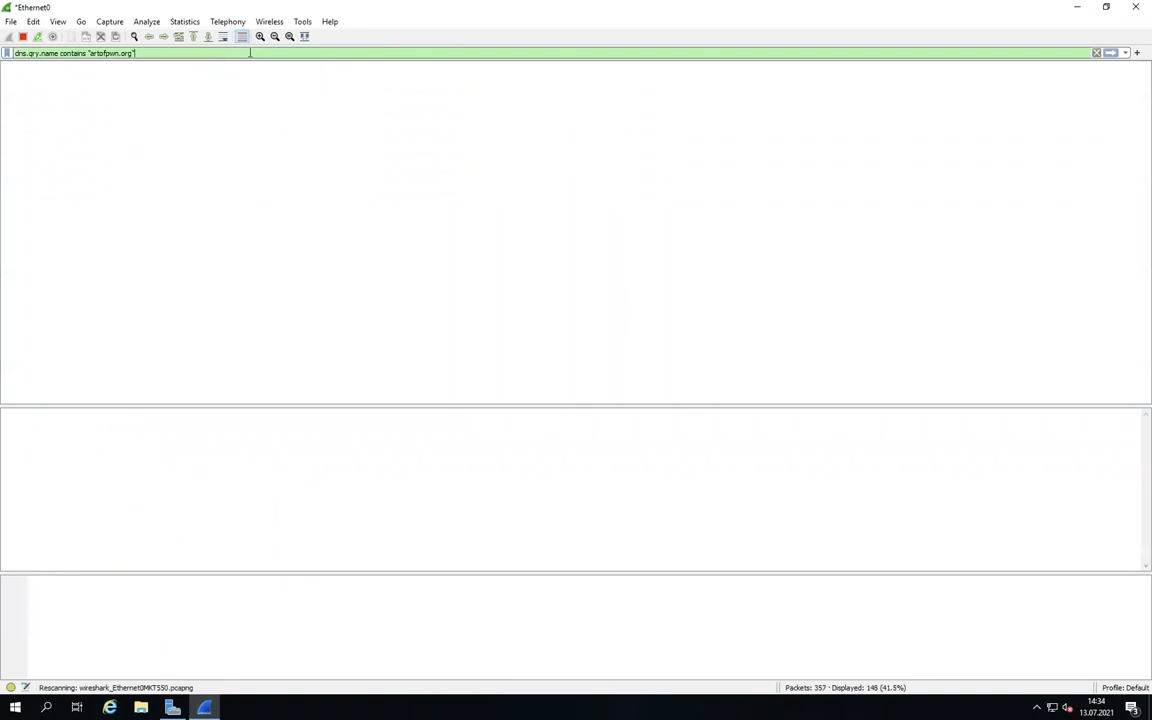 *Ethernet0
File Edit View Go Capture Analyze Statistics Telephony Wireless Tools Help
dns.qry.name contains "artofpwn.org"
Rescanning: wireshark_Ethernet0MKT550.pcapng
Packets: 357 · Displayed: 148 (41.5%)
Profile: Default
14:34
13.07.2021
3